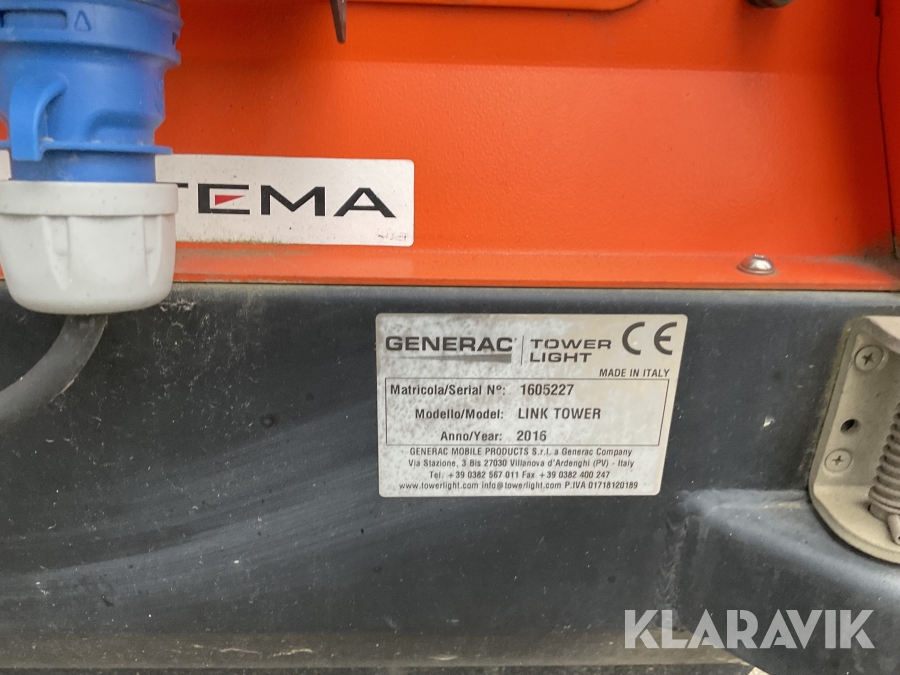 TEMA
GENERAC TOWER LIGHT CE
MADE IN ITALY
Matricola/Serial N°: 1605227
Modello/Model: LINK TOWER
Anno/Year: 2016
GENERAC MOBILE PRODUCTS S.r.l. a Generac Company
Via Stazione, 3 Bis 27030 Villanova d'Ardenghi (PV) - Italy
Tel. +39 0382 567 011 Fax +39 0382 400 247
www.towerlight.com info@towerlight.com P.IVA 01718120189
KLARAVIK